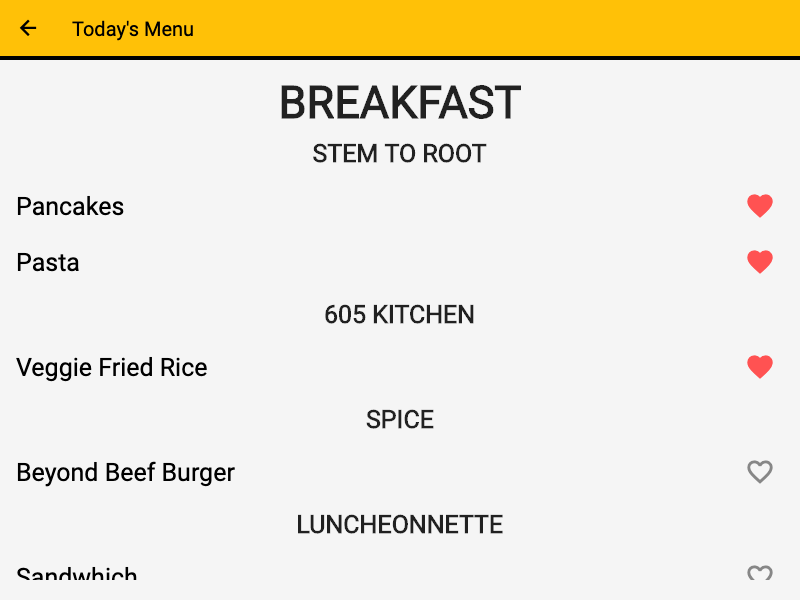 Today's Menu
BREAKFAST
STEM TO ROOT
Pancakes
Pasta
605 KITCHEN
Veggie Fried Rice
SPICE
Beyond Beef Burger
LUNCHEONNETTE
Sandwhich